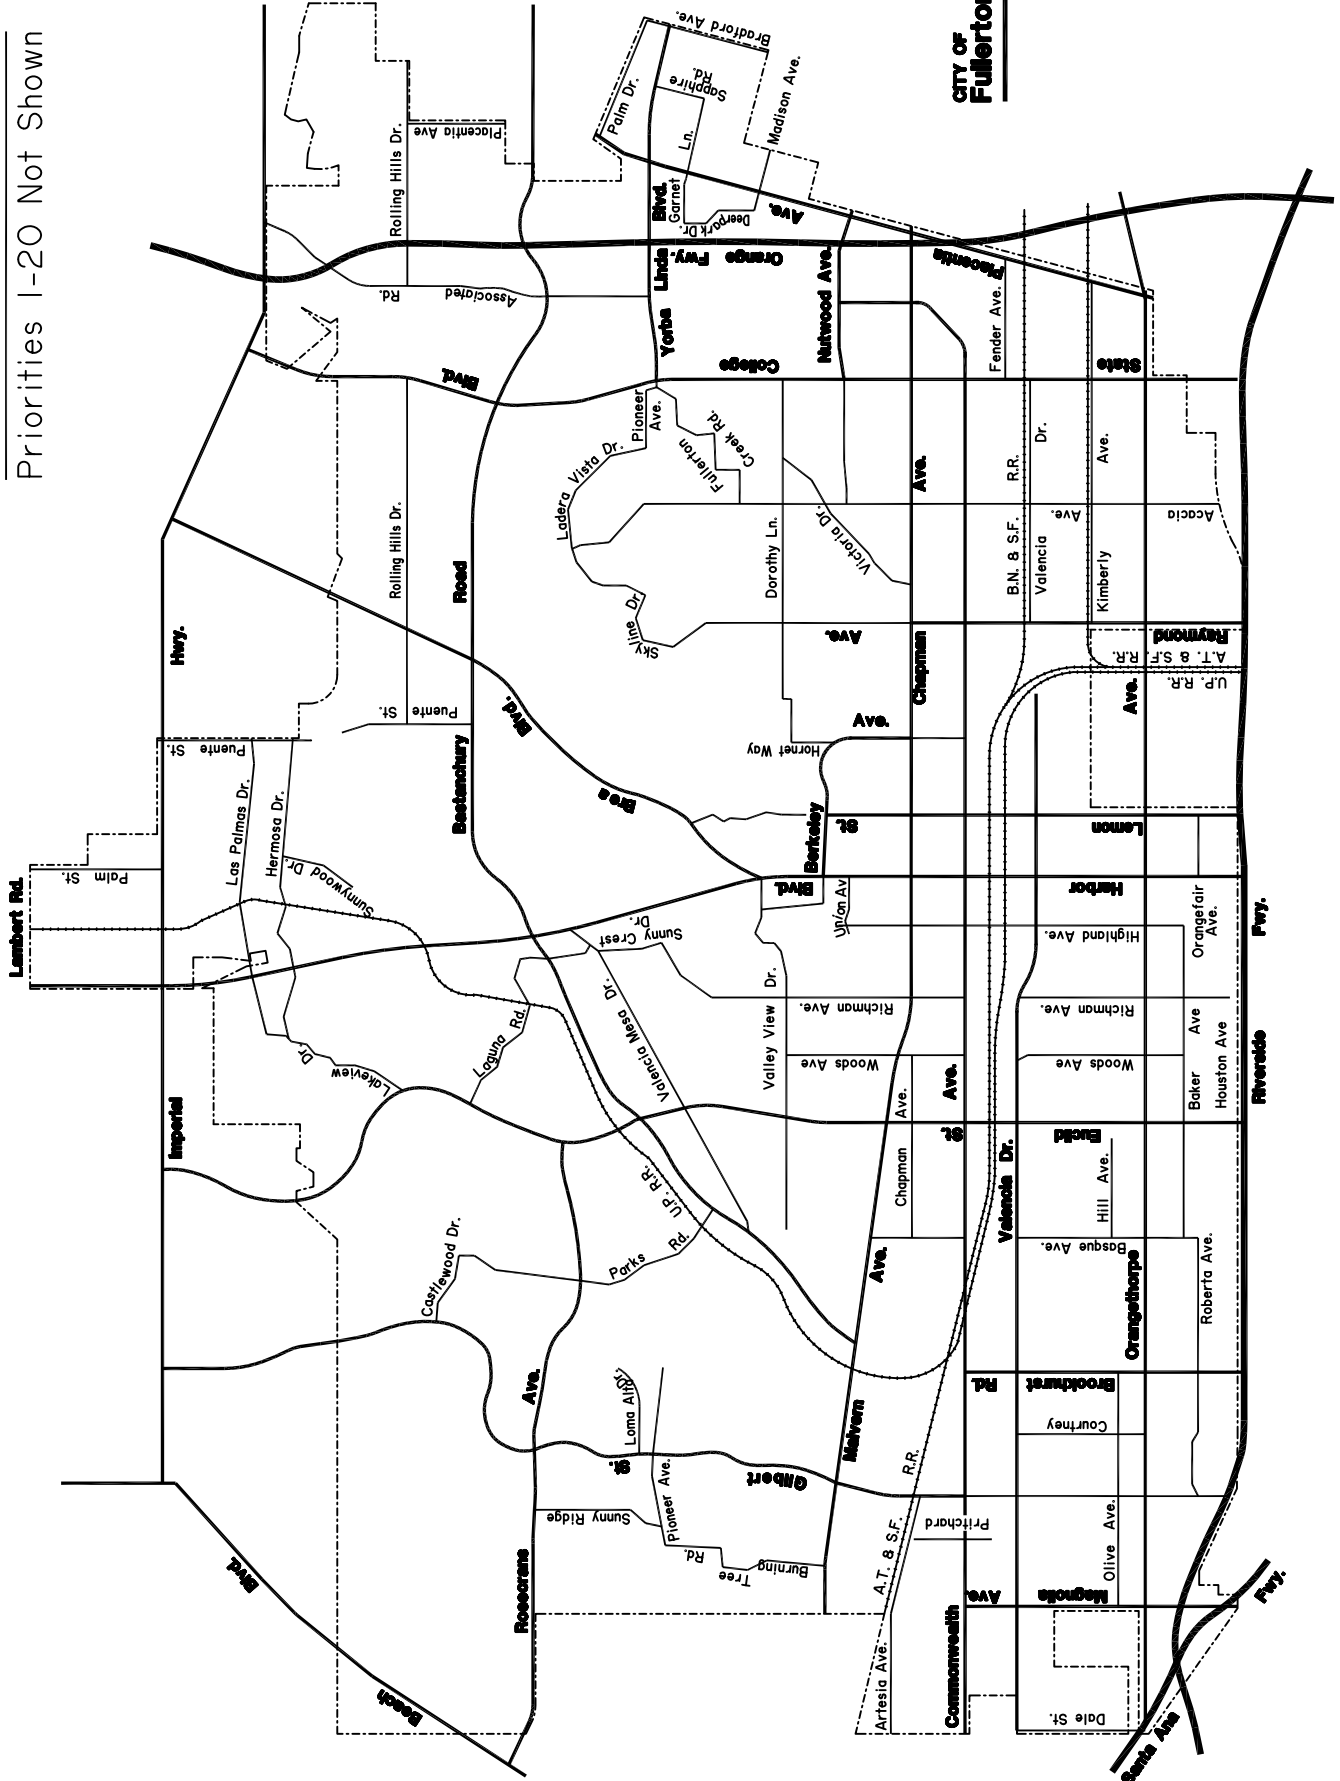 Priorities 1-20 Not Shown
CITY OF
Fullerto
Bradford Ave.
Palm Dr.
Sapphire
Rd.
Madison Ave.
Ln.
Garnet
Deerpark Dr.
Placentia Ave
Rolling Hills Dr.
Blvd.
Ave.
Linda
Orange Fwy.
Placentia
Associated
Rd.
Yorba
Nutwood Ave.
Fender Ave.
College
State
Blvd.
Pioneer
Ave.
Fullerton
Creek Rd.
Ladera Vista Dr.
Dr.
R.R.
Ave.
Ave.
Rolling Hills Dr.
Dorothy Ln.
Victoria Dr.
B.N. & S.F.
Valencia
Ave.
Kimberly
Acacia
Road
Skyline Dr.
Ave.
Raymond
Hwy.
Chapman
A.T. & S.F. R.R.
U.P. R.R.
Ave.
Puente
St.
Blvd.
Ave.
Puente
St.
Hornet Way
Bastanchury
Las Palmas Dr.
Hermosa Dr.
Brea
Berkeley
St.
Lemon
Palm St.
Sunnywood Dr.
Blvd.
Union Av
Harbor
Orangefair
Ave.
Fwy.
Lambert Rd.
Sunny Crest
Dr.
Highland Ave.
Valley View Dr.
Richman Ave.
Richman Ave.
Laguna Rd.
Valencia Mesa Dr.
Lakeview
Dr.
Woods Ave
Woods Ave
Baker Ave
Houston Ave
Riverside
Imperial
Chapman Ave.
Ave.
St.
Euclid
Valencia Dr.
U.P. R.R.
Hill Ave.
Castlewood Dr.
Parks Rd.
Ave.
Basque Ave.
Orangethorpe
Roberta Ave.
Ave.
Loma Alta
Dr.
Rd.
Brookhurst
Courtney
Malvern
St.
Gilbert
R.R.
Pioneer Ave.
Sunny Ridge
Pritchard
Olive Ave.
Rd.
Tree
Burning
A.T. & S.F.
Blvd.
Rosecrans
Ave.
Magnolia
Fwy.
Beach
Artesia Ave.
Commonwealth
Dale St.
Santa Ana